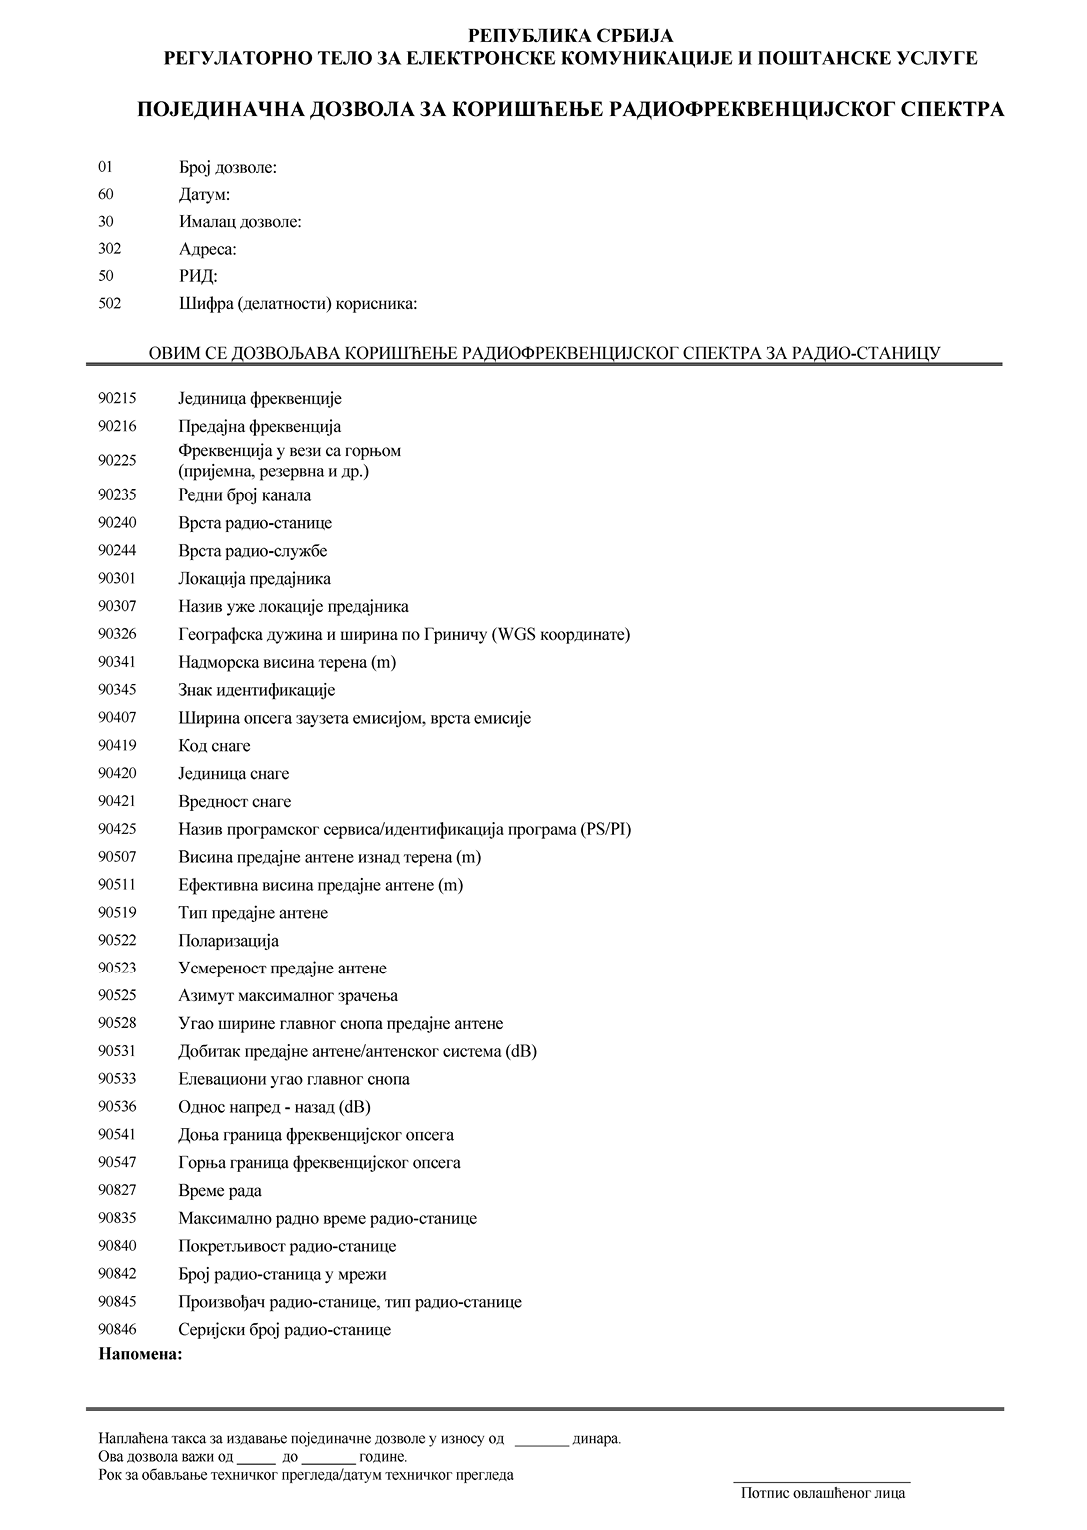 РЕПУБЛИКА СРБИЈА
РЕГУЛАТОРНО ТЕЛО ЗА ЕЛЕКТРОНСКЕ КОМУНИКАЦИЈЕ И ПОШТАНСКЕ УСЛУГЕ
ПОЈЕДИНАЧНА ДОЗВОЛА ЗА КОРИШЋЕЊЕ РАДИОФРЕКВЕНЦИЈСКОГ СПЕКТРА
01 Број дозволе:
60 Датум:
30 Ималац дозволе:
302 Адреса:
50 РИД:
502 Шифра (делатности) корисника:
ОВИМ СЕ ДОЗВОЉАВА КОРИШЋЕЊЕ РАДИОФРЕКВЕНЦИЈСКОГ СПЕКТРА ЗА РАДИО-СТАНИЦУ
90215 Јединица фреквенције
90216 Предајна фреквенција
90225 Фреквенција у вези са горњом
(пријемна, резервна и др.)
90235 Редни број канала
90240 Врста радио-станице
90244 Врста радио-службе
90301 Локација предајника
90307 Назив уже локације предајника
90326 Географска дужина и ширина по Гриничу (WGS координате)
90341 Надморска висина терена (m)
90345 Знак идентификације
90407 Ширина опсега заузета емисијом, врста емисије
90419 Код снаге
90420 Јединица снаге
90421 Вредност снаге
90425 Назив програмског сервиса/идентификација програма (PS/PI)
90507 Висина предајне антене изнад терена (m)
90511 Ефективна висина предајне антене (m)
90519 Тип предајне антене
90522 Поларизација
90523 Усмереност предајне антене
90525 Азимут максималног зрачења
90528 Угао ширине главног снопа предајне антене
90531 Добитак предајне антене/антенског система (dB)
90533 Елевациони угао главног снопа
90536 Однос напред - назад (dB)
90541 Доња граница фреквенцијског опсега
90547 Горња граница фреквенцијског опсега
90827 Време рада
90835 Максимално радно време радио-станице
90840 Покретљивост радио-станице
90842 Број радио-станица у мрежи
90845 Произвођач радио-станице, тип радио-станице
90846 Серијски број радио-станице
Напомена:
Наплаћена такса за издавање појединачне дозволе у износу од _______ динара.
Ова дозвола важи од _____ до _______ године.
Рок за обављање техничког прегледа/датум техничког прегледа
Потпис овлашћеног лица